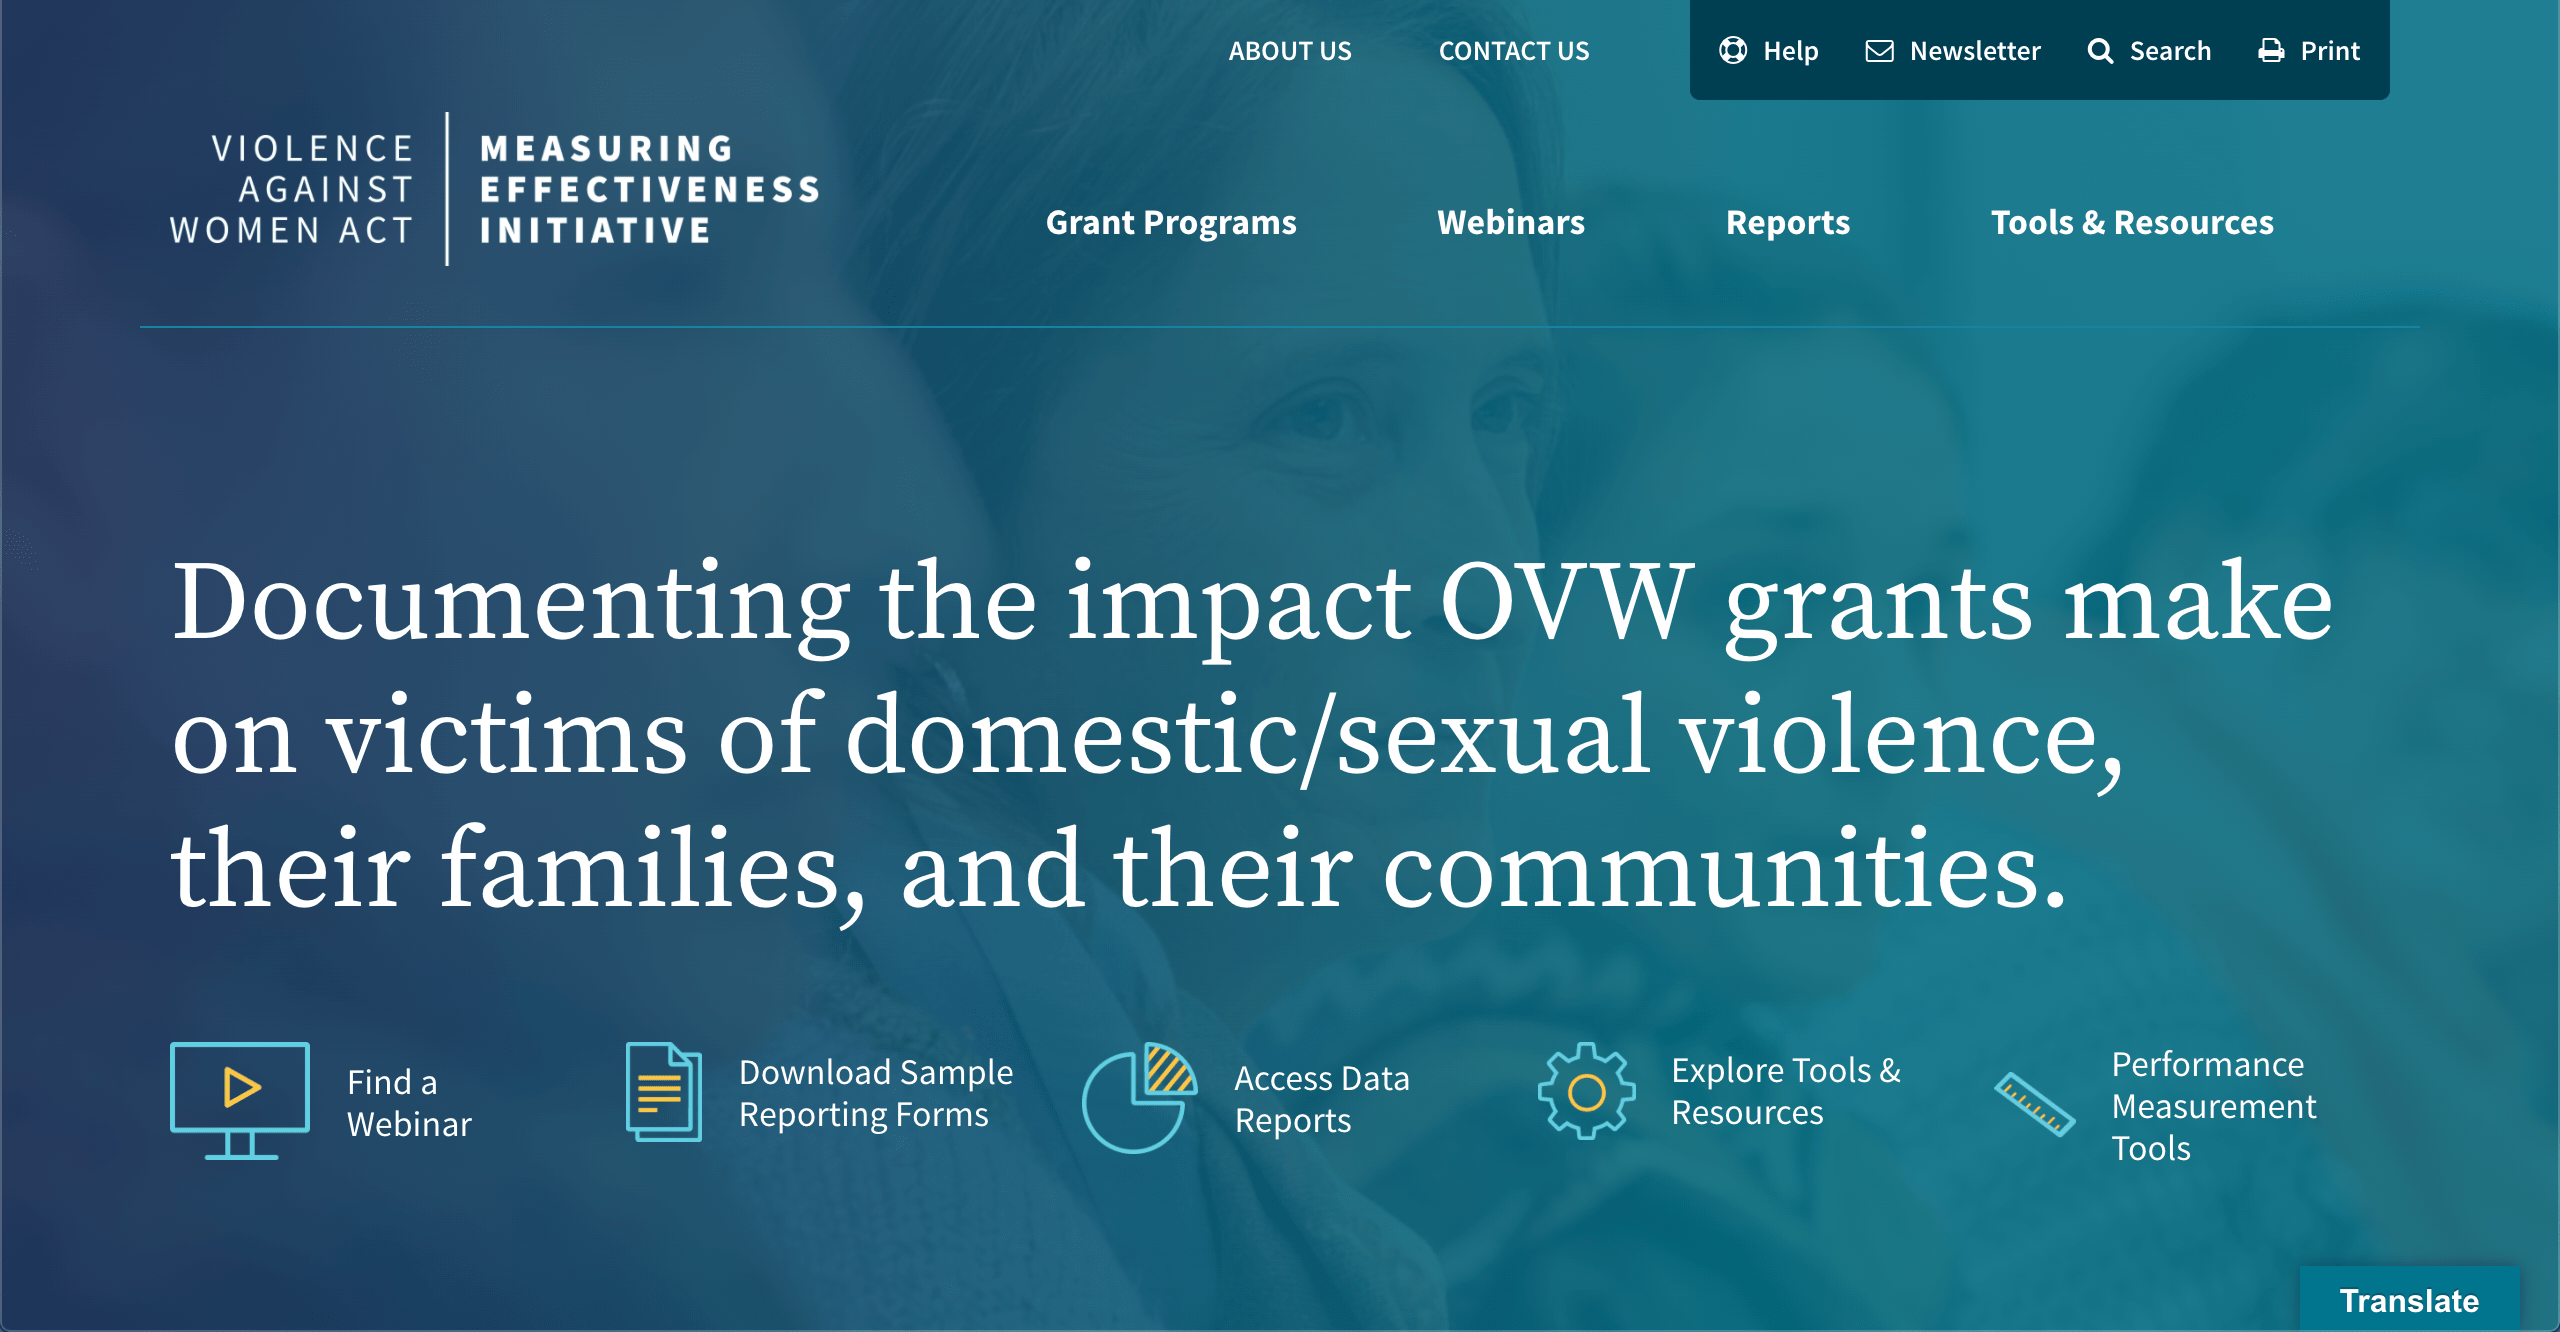 ABOUT US
CONTACT US
Help
Newsletter
Search
Print
VIOLENCE
AGAINST
WOMEN ACT
MEASURING
EFFECTIVENESS
INITIATIVE
Grant Programs
Webinars
Reports
Tools & Resources
Documenting the impact OVW grants make
on victims of domestic/sexual violence,
their families, and their communities.
Find a
Webinar
Download Sample
Reporting Forms
Access Data
Reports
Explore Tools &
Resources
Performance
Measurement
Tools
Translate